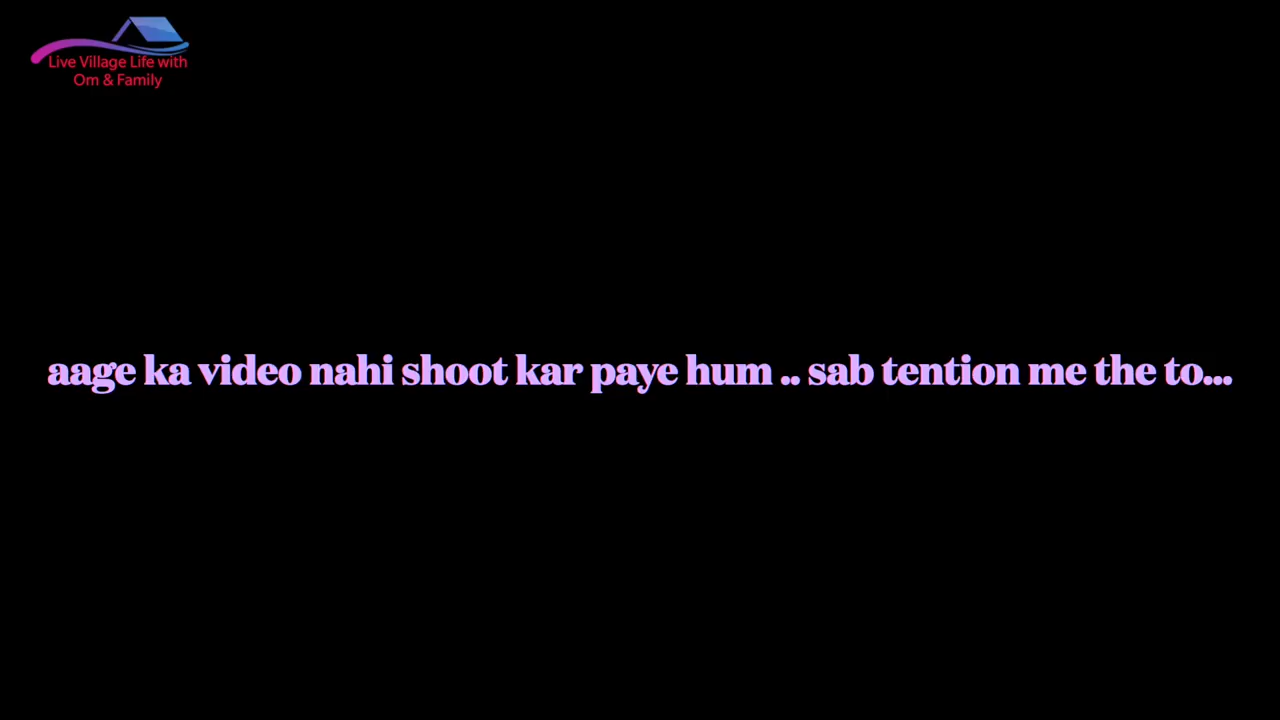 Live Village Life with
Om & Family
aage ka video nahi shoot kar paye hum .. sab tention me the to...